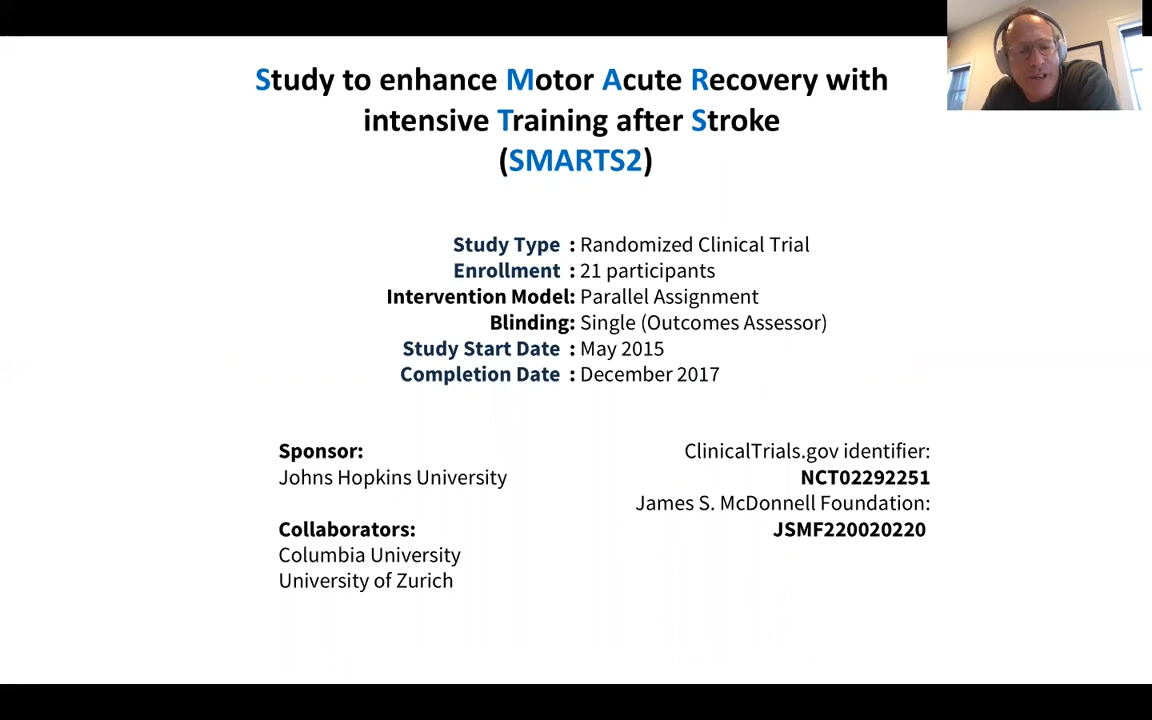 Study to enhance Motor Acute Recovery with
intensive Training after Stroke
(SMARTS2)
Study Type : Randomized Clinical Trial
Enrollment : 21 participants
Intervention Model: Parallel Assignment
Blinding: Single (Outcomes Assessor)
Study Start Date : May 2015
Completion Date : December 2017
Sponsor:
Johns Hopkins University
Collaborators:
Columbia University
University of Zurich
ClinicalTrials.gov identifier:
NCT02292251
James S. McDonnell Foundation:
JSMF220020220